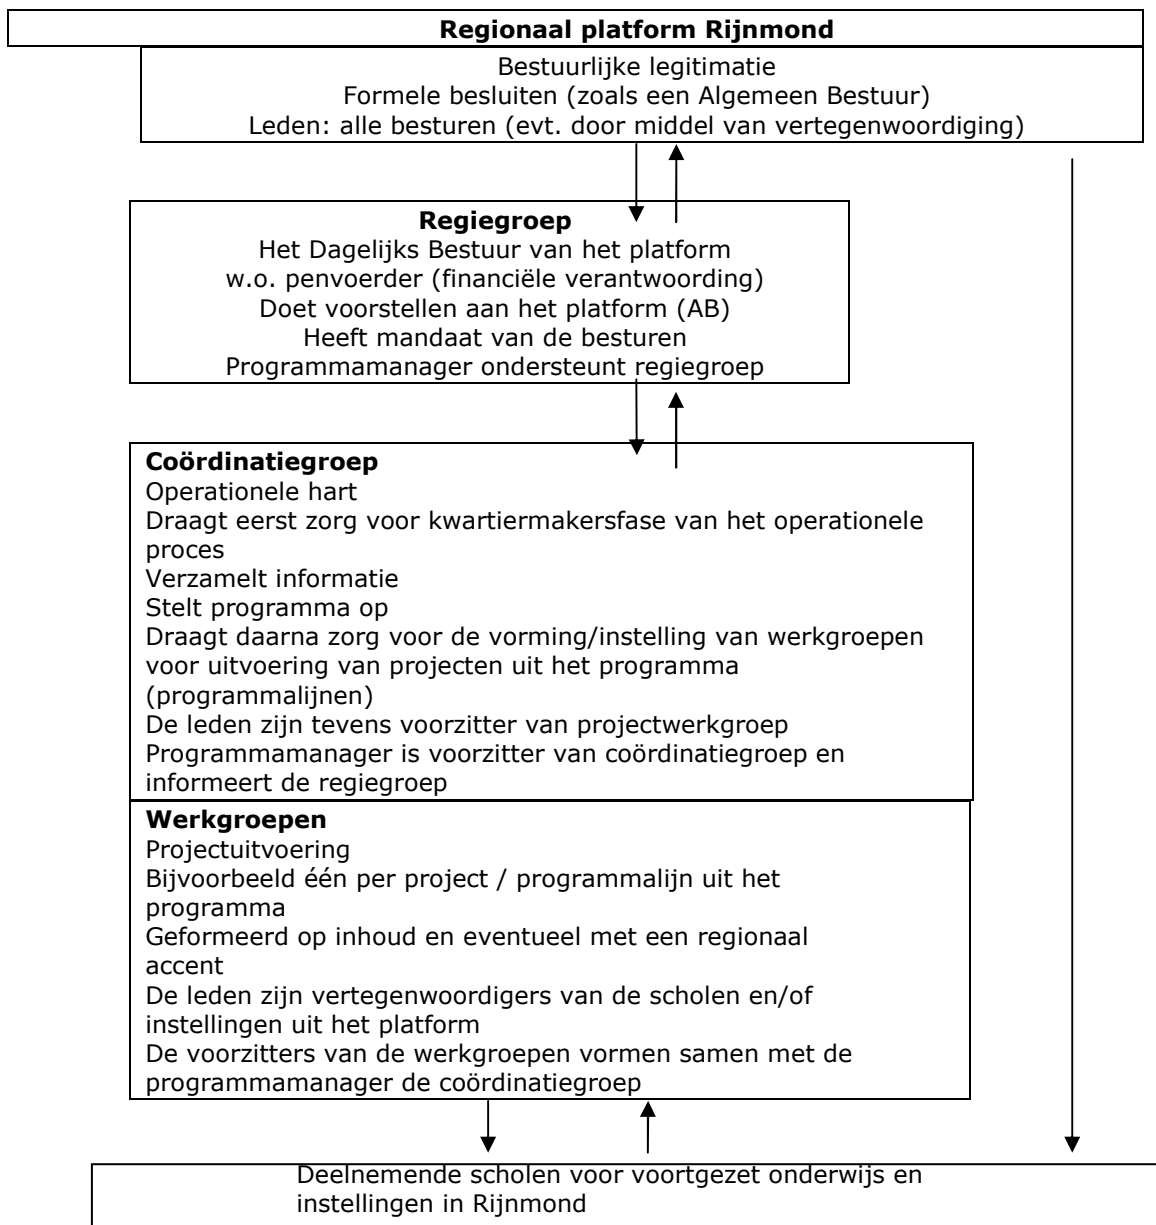 Regionaal platform Rijnmond
Bestuurlijke legitimatie
Formele besluiten (zoals een Algemeen Bestuur)
Leden: alle besturen (evt. door middel van vertegenwoordiging)
Regiegroep
Het Dagelijks Bestuur van het platform
w.o. penvoerder (financiële verantwoording)
Doet voorstellen aan het platform (AB)
Heeft mandaat van de besturen
Programmamanager ondersteunt regiegroep
Coördinatiegroep
Operationele hart
Draagt eerst zorg voor kwartiermakersfase van het operationele
proces
Verzamelt informatie
Stelt programma op
Draagt daarna zorg voor de vorming/instelling van werkgroepen
voor uitvoering van projecten uit het programma
(programmalijnen)
De leden zijn tevens voorzitter van projectwerkgroep
Programmamanager is voorzitter van coördinatiegroep en
informeert de regiegroep
Werkgroepen
Projectuitvoering
Bijvoorbeeld één per project / programmalijn uit het
programma
Geformeerd op inhoud en eventueel met een regionaal
accent
De leden zijn vertegenwoordigers van de scholen en/of
instellingen uit het platform
De voorzitters van de werkgroepen vormen samen met de
programmamanager de coördinatiegroep
Deelnemende scholen voor voortgezet onderwijs en
instellingen in Rijnmond